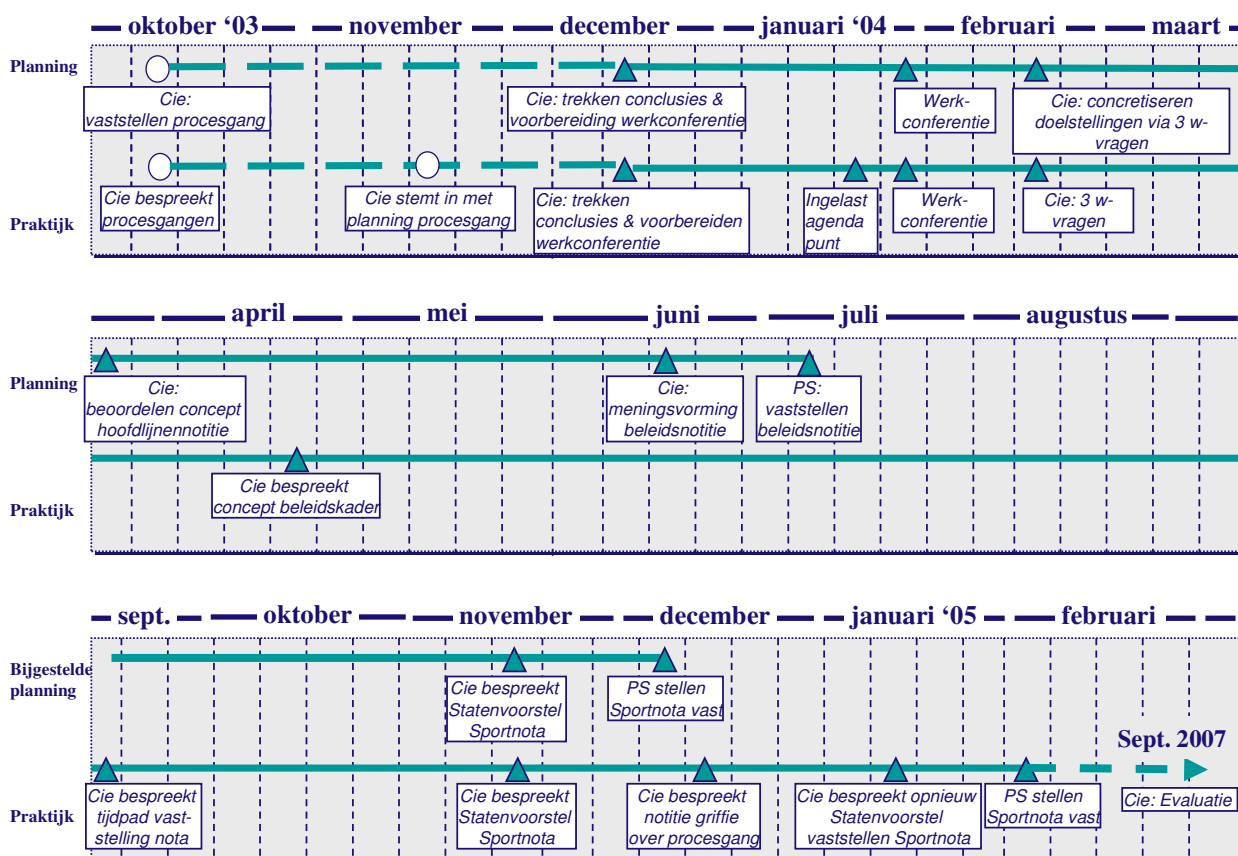 oktober ‘03 november december januari ‘04 februari maart
Planning
Cie:
vaststellen procesgang
Cie: trekken conclusies &
voorbereiding werkconferentie
Werk-
conferentie
Cie: concretiseren
doelstellingen via 3 w-
vragen
Praktijk
Cie bespreekt
procesgangen
Cie stemt in met
planning procesgang
Cie: trekken
conclusies & voorbereiden
werkconferentie
Ingelast
agenda
punt
Werk-
conferentie
Cie: 3 w-
vragen
april mei juni juli augustus
Planning
Cie:
beoordelen concept
hoofdlijnennotitie
Cie:
meningsvorming
beleidsnotitie
PS:
vaststellen
beleidsnotitie
Praktijk
Cie bespreekt
concept beleidskader
sept. oktober november december januari ‘05 februari
Bijgestelde
planning
Cie bespreekt
Statenvoorstel
Sportnota
PS stellen
Sportnota vast
Sept. 2007
Praktijk
Cie bespreekt
tijdpad vast-
stelling nota
Cie bespreekt
Statenvoorstel
Sportnota
Cie bespreekt
notitie griffie
over procesgang
Cie bespreekt opnieuw
Statenvoorstel
vaststellen Sportnota
PS stellen
Sportnota vast
Cie: Evaluatie